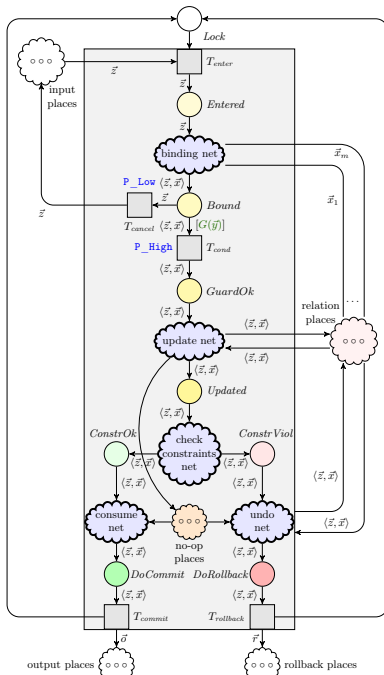 Lock
z⃗
T_enter
input
places
z⃗
Entered
z⃗
binding net
x⃗_m
P_Low
⟨z⃗, x⃗⟩
x⃗_1
z⃗
Bound
z⃗
T_cancel
⟨z⃗, x⃗⟩
[G(y⃗)]
P_High
T_cond
⟨z⃗, x⃗⟩
GuardOk
...
relation
places
⟨z⃗, x⃗⟩
⟨z⃗, x⃗⟩
update net
⟨z⃗, x⃗⟩
⟨z⃗, x⃗⟩
Updated
⟨z⃗, x⃗⟩
ConstrOk
check
constraints
net
ConstrViol
⟨z⃗, x⃗⟩
⟨z⃗, x⃗⟩
⟨z⃗, x⃗⟩
⟨z⃗, x⃗⟩
⟨z⃗, x⃗⟩
consume
net
undo
net
⟨z⃗, x⃗⟩
no-op
places
⟨z⃗, x⃗⟩
⟨z⃗, x⃗⟩
DoCommit
DoRollback
⟨z⃗, x⃗⟩
⟨z⃗, x⃗⟩
T_commit
T_rollback
o⃗
r⃗
output places
rollback places